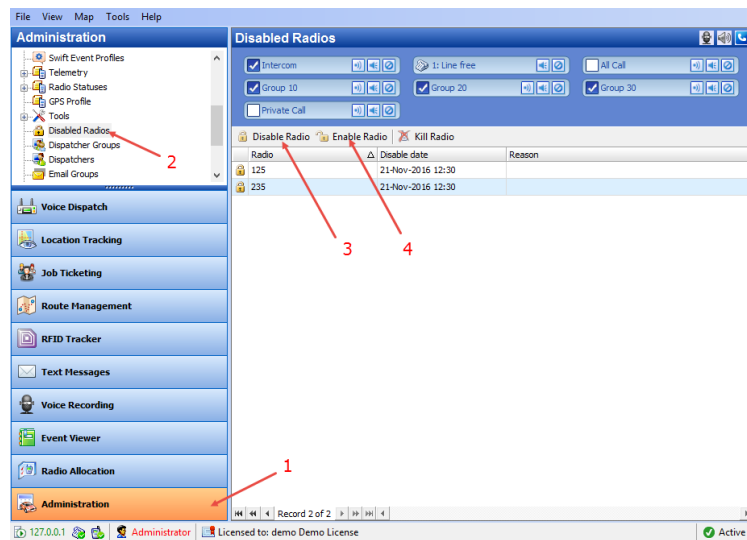 File View Map Tools Help
Administration
Disabled Radios
Swift Event Profiles
Telemetry
Radio Statuses
GPS Profile
Tools
Disabled Radios
Dispatcher Groups
Dispatchers
Email Groups
2
Voice Dispatch
Location Tracking
Job Ticketing
Route Management
RFID Tracker
Text Messages
Voice Recording
Event Viewer
Radio Allocation
Administration
1
Intercom
1: Line free
All Call
Group 10
Group 20
Group 30
Private Call
Disable Radio Enable Radio Kill Radio
Radio Disable date Reason
125 21-Nov-2016 12:30
235 21-Nov-2016 12:30
3 4
Record 2 of 2
127.0.0.1 Administrator Licensed to: demo Demo License Active